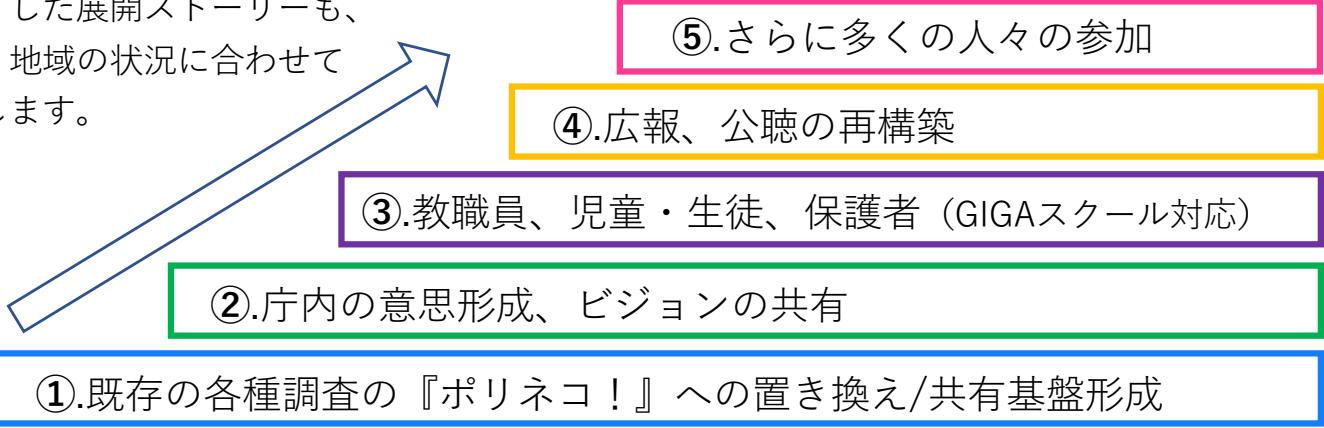 した展開ストーリーも、
地域の状況に合わせて
します。
⑤.さらに多くの人々の参加
④.広報、公聴の再構築
③.教職員、児童・生徒、保護者（GIGAスクール対応）
②.庁内の意思形成、ビジョンの共有
①.既存の各種調査の『ポリネコ！』への置き換え/共有基盤形成